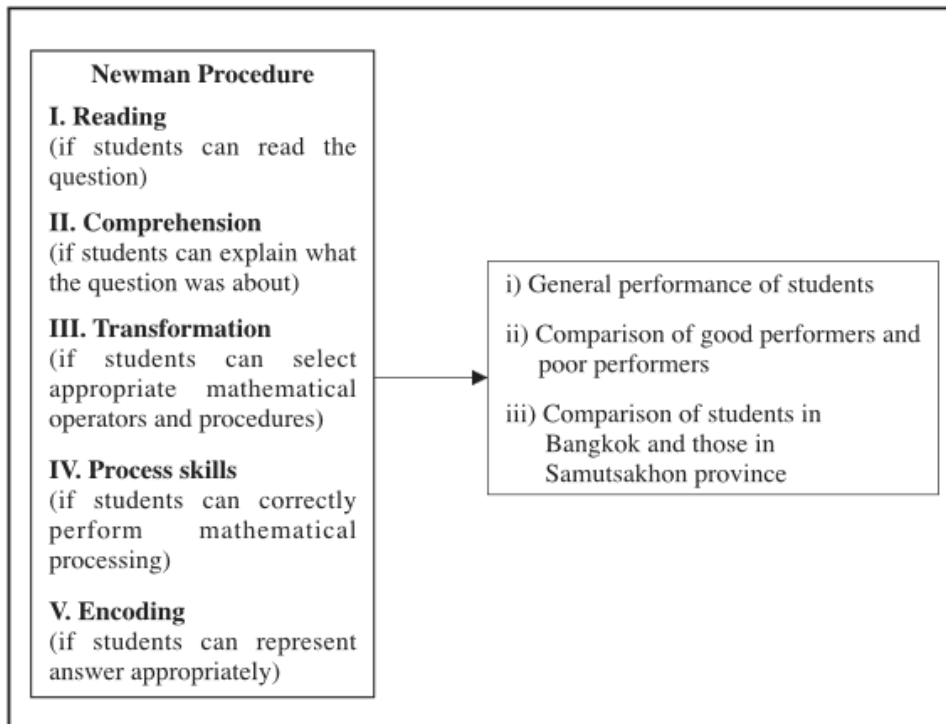 Newman Procedure
I. Reading
(if students can read the
question)
II. Comprehension
(if students can explain what
the question was about)
III. Transformation
(if students can select
appropriate mathematical
operators and procedures)
IV. Process skills
(if students can correctly
perform mathematical
processing)
V. Encoding
(if students can represent
answer appropriately)
i) General performance of students
ii) Comparison of good performers and
poor performers
iii) Comparison of students in
Bangkok and those in
Samutsakhon province